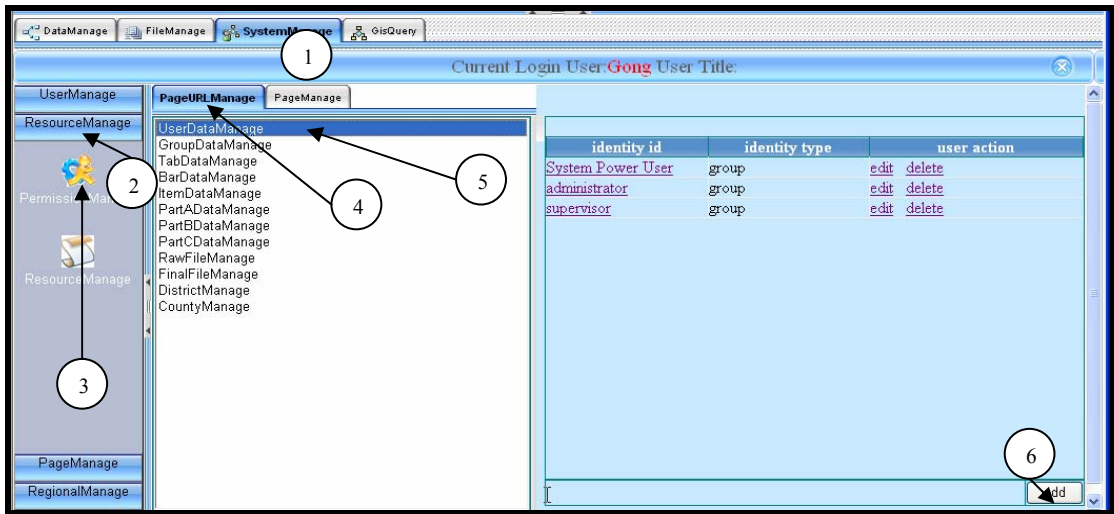 DataManage FileManage SystemManage GisQuery
1
Current Login User:Gong User Title:
UserManage
ResourceManage
2
3
ResourceManage
PageManage
RegionalManage
PageURLManage PageManage
4
5
UserDataManage
GroupDataManage
TabDataManage
BarDataManage
ItemDataManage
PartADataManage
PartBDataManage
PartCDataManage
RawFileManage
FinalFileManage
DistrictManage
CountyManage
identity id identity type user action
System Power User group edit delete
administrator group edit delete
supervisor group edit delete
6